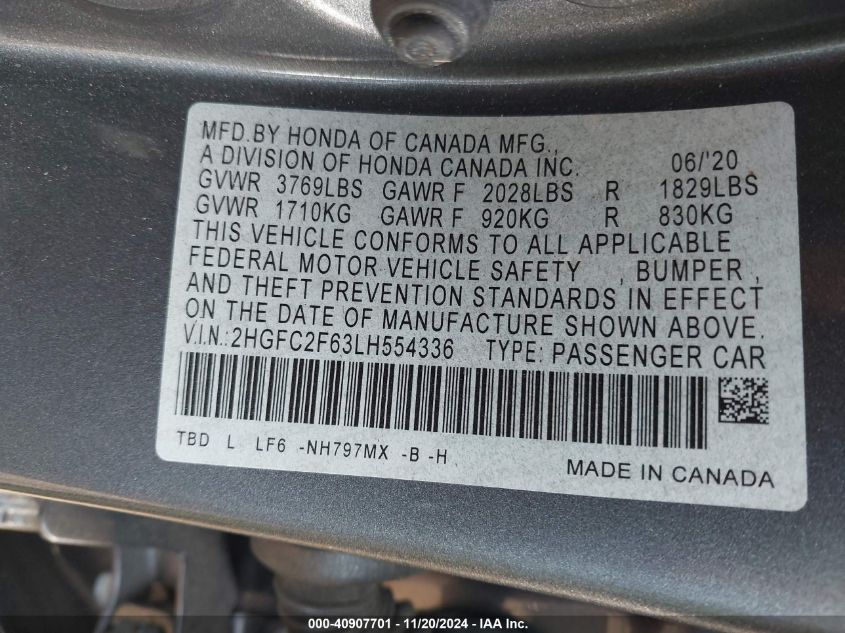 MFD.BY HONDA OF CANADA MFG.,
A DIVISION OF HONDA CANADA INC. 06/'20
GVWR 3769LBS GAWR F 2028LBS R 1829LBS
GVWR 1710KG GAWR F 920KG R 830KG
THIS VEHICLE CONFORMS TO ALL APPLICABLE
FEDERAL MOTOR VEHICLE SAFETY , BUMPER ,
AND THEFT PREVENTION STANDARDS IN EFFECT
ON THE DATE OF MANUFACTURE SHOWN ABOVE.
V.I.N.:2HGFC2F63LH554336 TYPE: PASSENGER CAR
TBD L LF6 -NH797MX -B -H
MADE IN CANADA
000-40907701 - 11/20/2024 - IAA Inc.